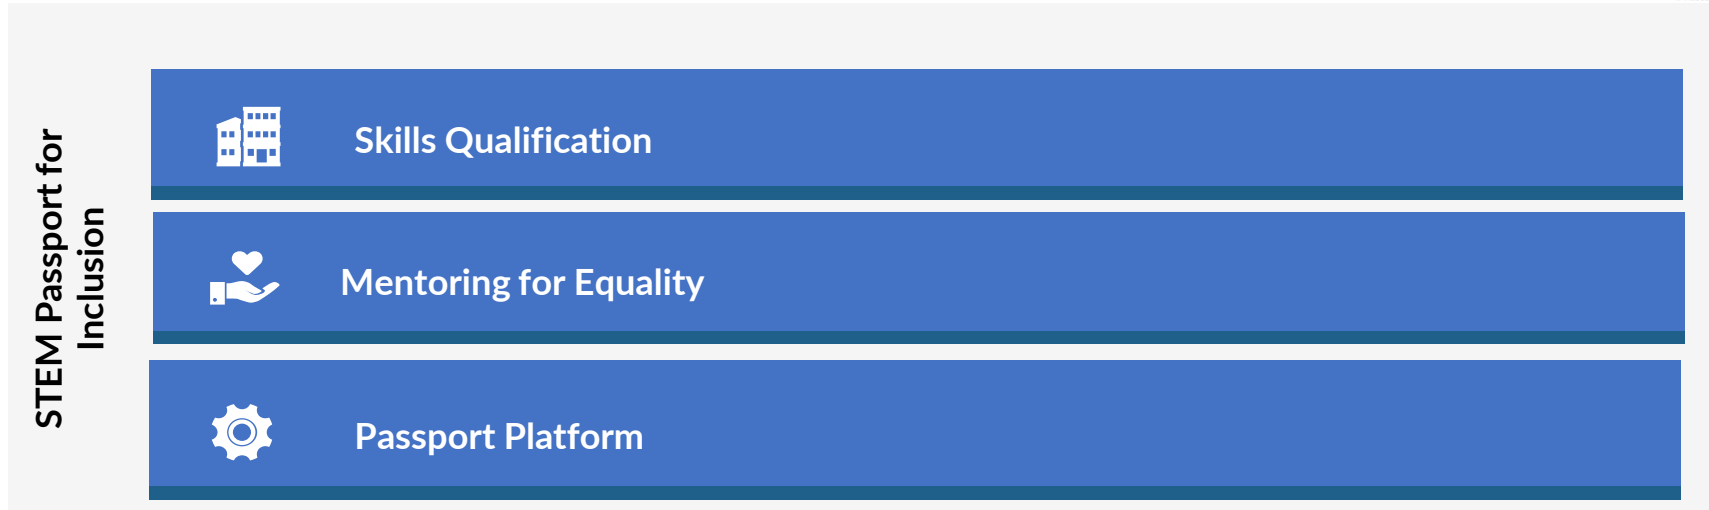 STEM Passport for
Inclusion
Skills Qualification
Mentoring for Equality
Passport Platform